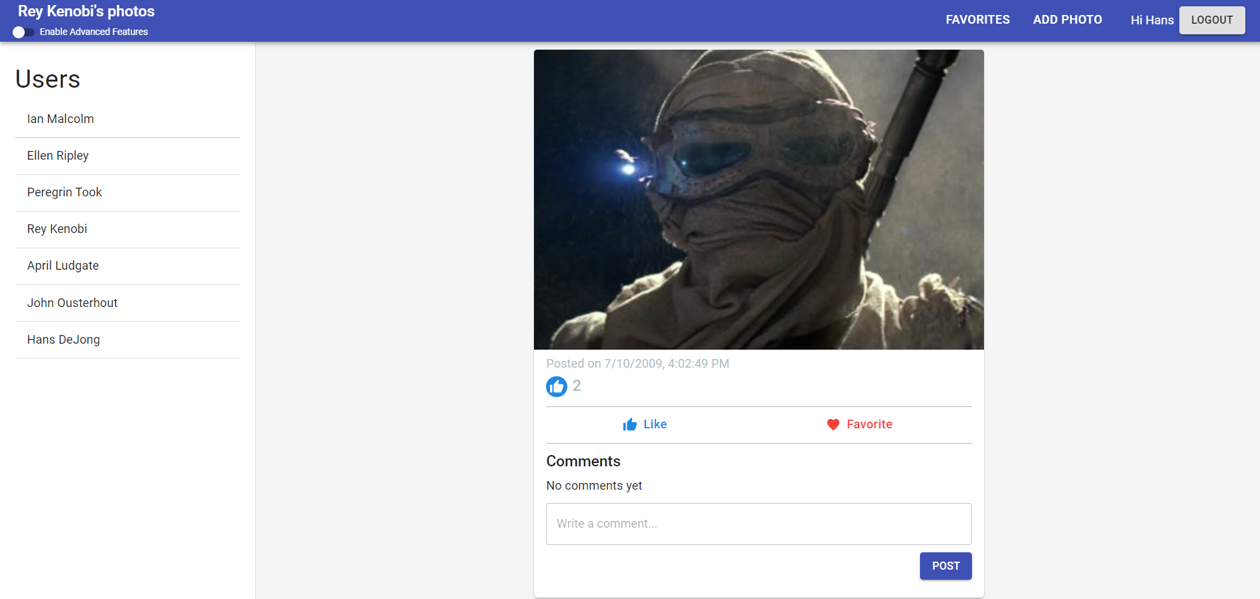 Rey Kenobi's photos
Enable Advanced Features
FAVORITES
ADD PHOTO
Hi Hans
LOGOUT
Users
Ian Malcolm
Ellen Ripley
Peregrin Took
Rey Kenobi
April Ludgate
John Ousterhout
Hans DeJong
Posted on 7/10/2009, 4:02:49 PM
2
Like
Favorite
Comments
No comments yet
Write a comment...
POST